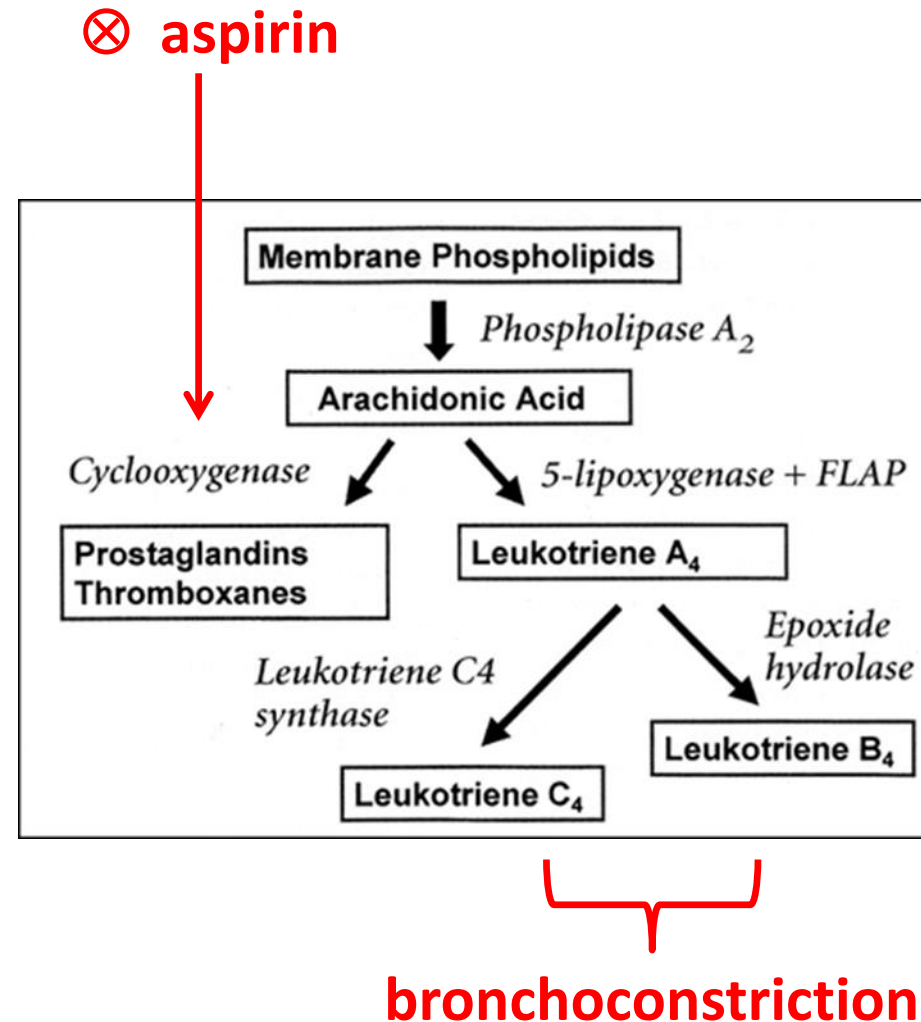 ⊗ aspirin
Membrane Phospholipids
Phospholipase A₂
Arachidonic Acid
Cyclooxygenase
5-lipoxygenase + FLAP
Prostaglandins
Thromboxanes
Leukotriene A₄
Leukotriene C4
synthase
Epoxide
hydrolase
Leukotriene B₄
Leukotriene C₄
bronchoconstriction